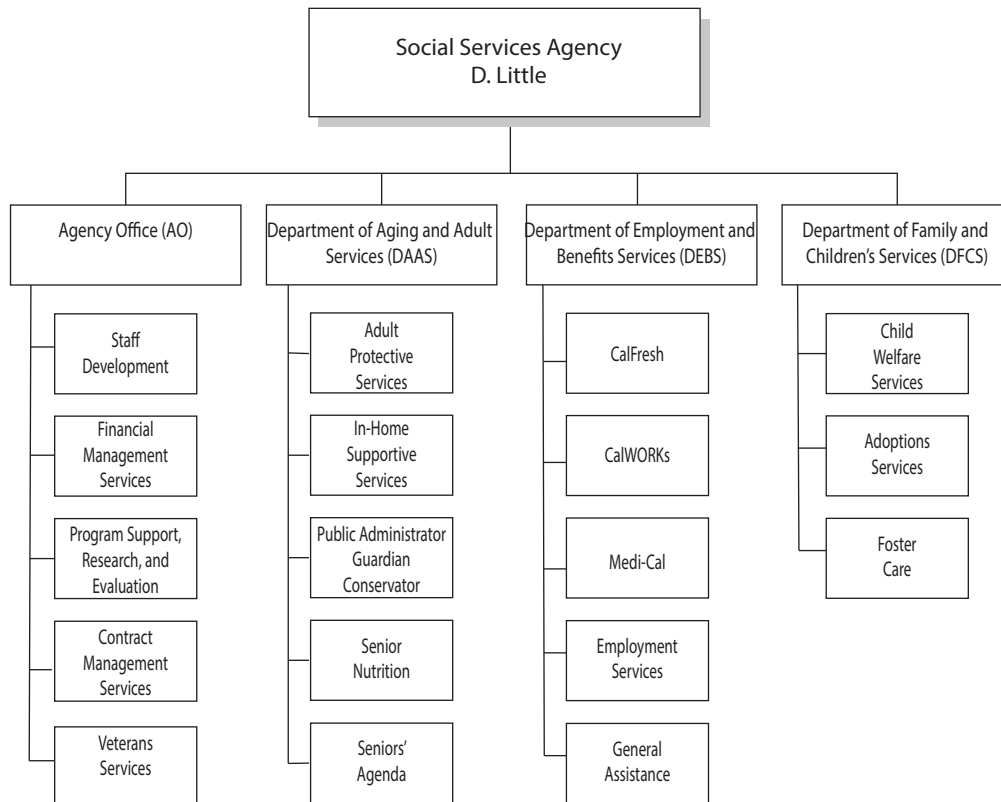 Social Services Agency
D. Little
Agency Office (AO)
Staff
Development
Financial
Management
Services
Program Support,
Research, and
Evaluation
Contract
Management
Services
Veterans
Services
Department of Aging and Adult
Services (DAAS)
Adult
Protective
Services
In-Home
Supportive
Services
Public Administrator
Guardian
Conservator
Senior
Nutrition
Seniors’
Agenda
Department of Employment and
Benefits Services (DEBS)
CalFresh
CalWORKs
Medi-Cal
Employment
Services
General
Assistance
Department of Family and
Children’s Services (DFCS)
Child
Welfare
Services
Adoptions
Services
Foster
Care